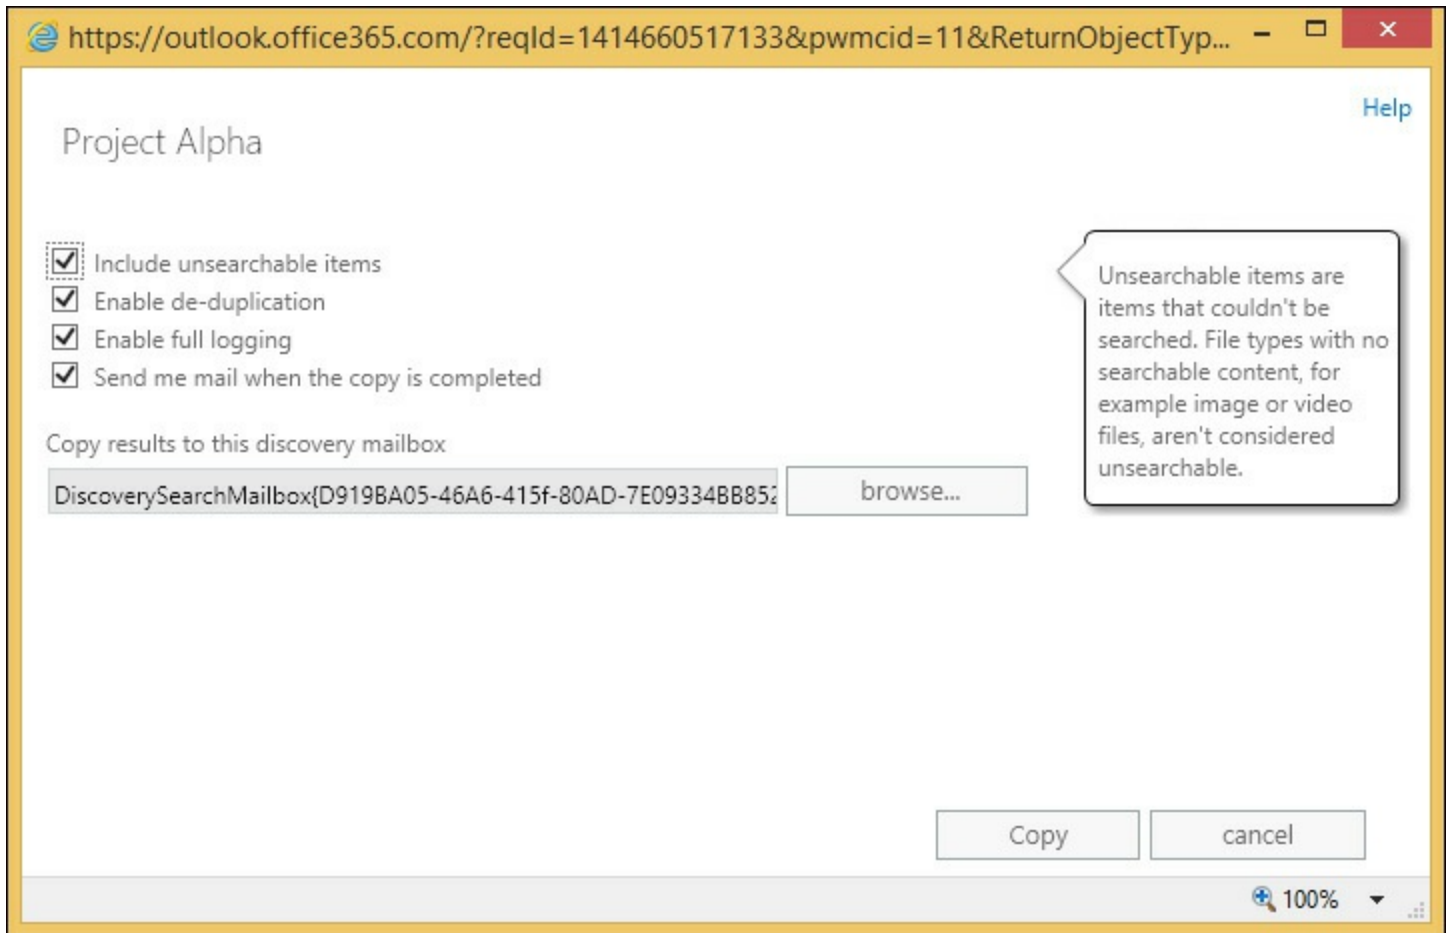 https://outlook.office365.com/?reqId=1414660517133&pwmcid=11&ReturnObjectTyp...
Help
Project Alpha
Include unsearchable items
Enable de-duplication
Enable full logging
Send me mail when the copy is completed
Unsearchable items are
items that couldn't be
searched. File types with no
searchable content, for
example image or video
files, aren't considered
unsearchable.
Copy results to this discovery mailbox
DiscoverySearchMailbox{D919BA05-46A6-415f-80AD-7E09334BB852
browse...
Copy
cancel
100%